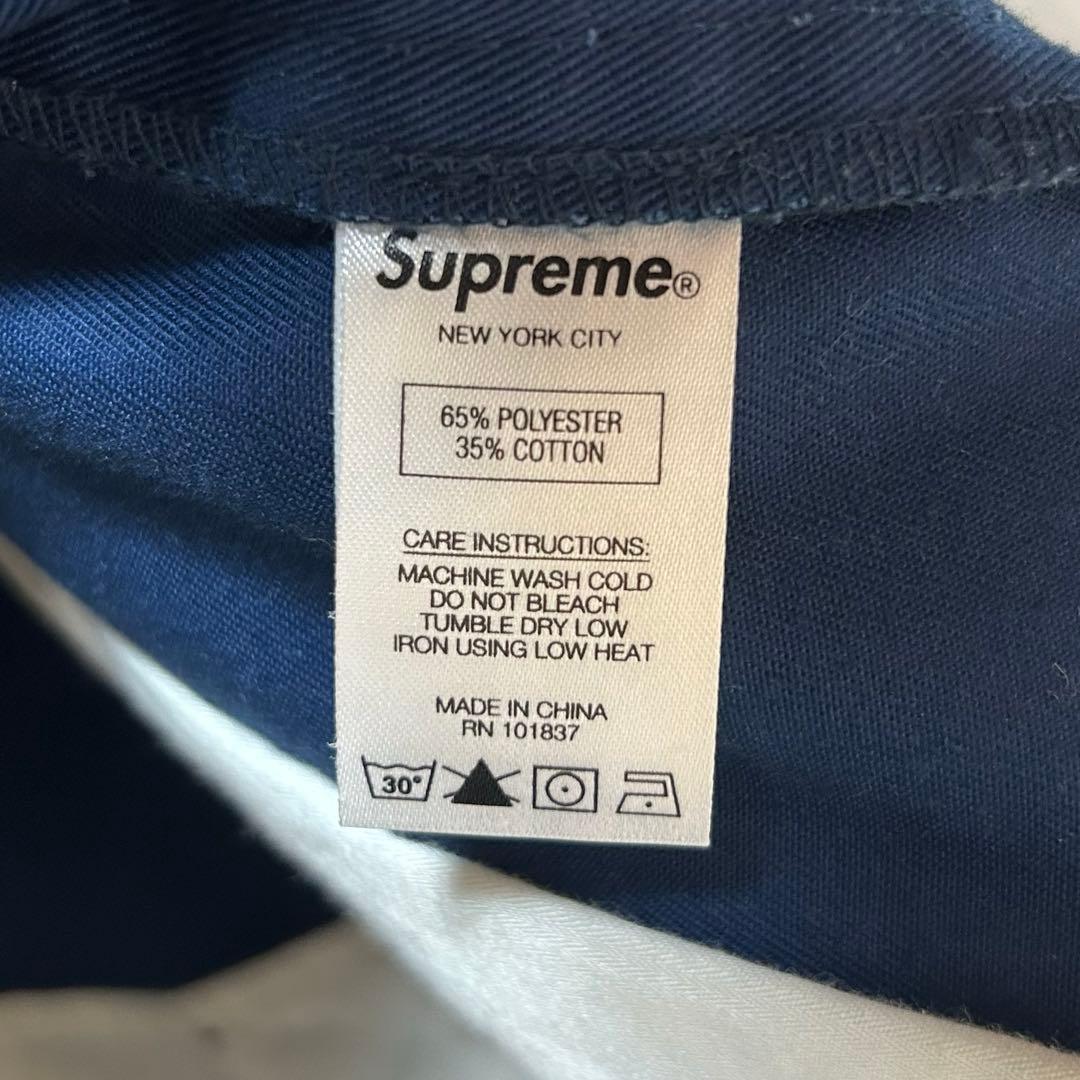 Supreme®
NEW YORK CITY
65% POLYESTER
35% COTTON
CARE INSTRUCTIONS:
MACHINE WASH COLD
DO NOT BLEACH
TUMBLE DRY LOW
IRON USING LOW HEAT
MADE IN CHINA
RN 101837
30°